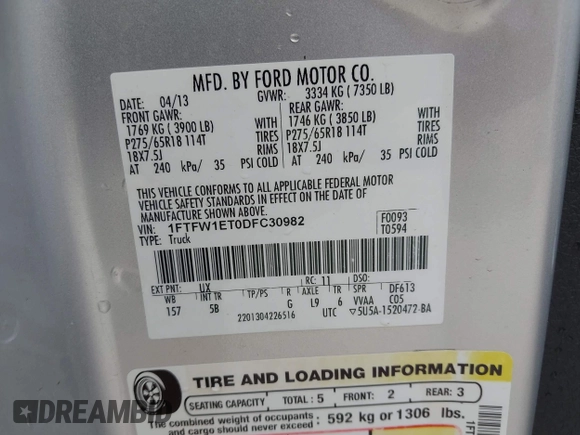 MFD. BY FORD MOTOR CO.
DATE: 04/13 GVWR: 3334 KG ( 7350 LB)
FRONT GAWR: REAR GAWR:
1769 KG ( 3900 LB) WITH 1746 KG ( 3850 LB) WITH
P275/65R18 114T TIRES P275/65R18 114T TIRES
18X7.5J RIMS 18X7.5J RIMS
AT 240 kPa/ 35 PSI COLD AT 240 kPa/ 35 PSI COLD
THIS VEHICLE CONFORMS TO ALL APPLICABLE FEDERAL MOTOR
VEHICLE SAFETY STANDARDS IN EFFECT ON THE DATE OF
MANUFACTURE SHOWN ABOVE.
VIN: 1FTFW1ET0DFC30982 F0093
TYPE: Truck T0594
EXT PNT: UX RC: 11 DSO:
WB INT TR TP/PS R AXLE TR SPR DF613
157 5B G L9 6 VVAA C05
2201304226516 UTC ▽5U5A-1520472-BA
TIRE AND LOADING INFORMATION
SEATING CAPACITY TOTAL: 5 FRONT: 2 REAR: 3
The combined weight of occupants
and cargo should never exceed: 592 kg or 1306 lbs.
1FT
DREAMBID